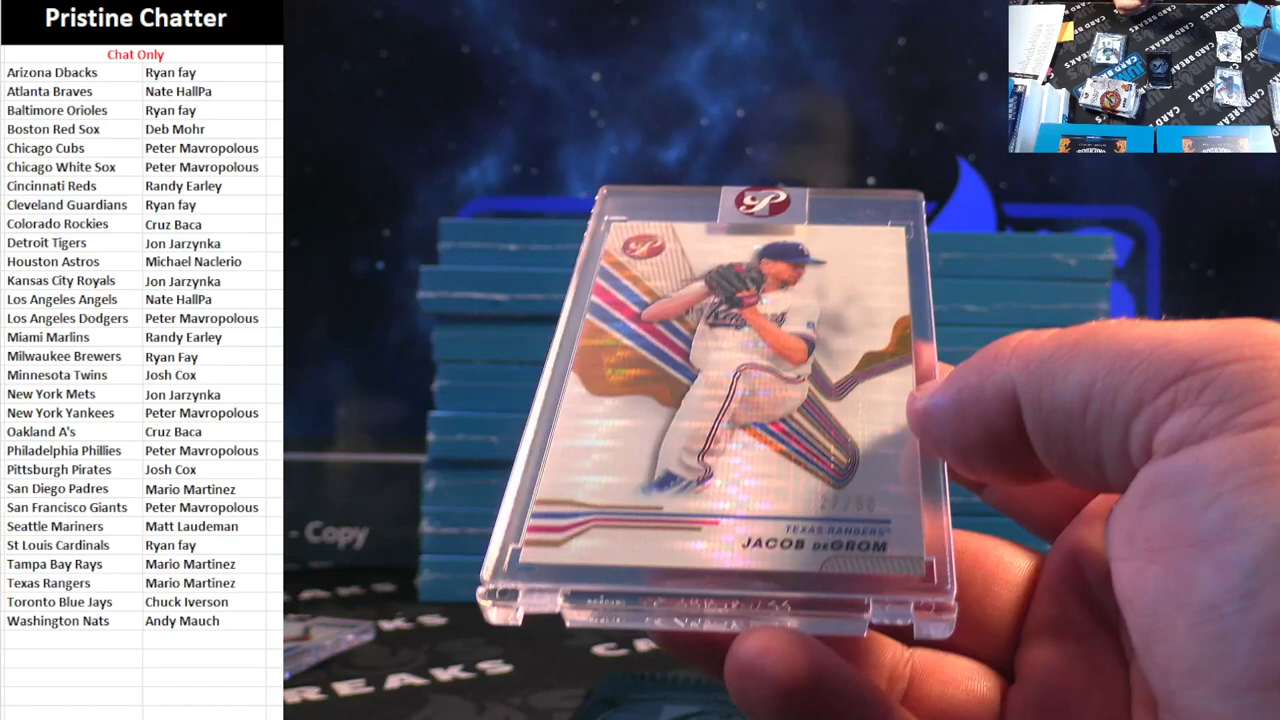 Pristine Chatter
Chat Only
Arizona Dbacks Ryan fay
Atlanta Braves Nate HallPa
Baltimore Orioles Ryan fay
Boston Red Sox Deb Mohr
Chicago Cubs Peter Mavropolous
Chicago White Sox Peter Mavropolous
Cincinnati Reds Randy Earley
Cleveland Guardians Ryan fay
Colorado Rockies Cruz Baca
Detroit Tigers Jon Jarzynka
Houston Astros Michael Naclerio
Kansas City Royals Jon Jarzynka
Los Angeles Angels Nate HallPa
Los Angeles Dodgers Peter Mavropolous
Miami Marlins Randy Earley
Milwaukee Brewers Ryan Fay
Minnesota Twins Josh Cox
New York Mets Jon Jarzynka
New York Yankees Peter Mavropolous
Oakland A's Cruz Baca
Philadelphia Phillies Peter Mavropolous
Pittsburgh Pirates Josh Cox
San Diego Padres Mario Martinez
San Francisco Giants Peter Mavropolous
Seattle Mariners Matt Laudeman
St Louis Cardinals Ryan fay
Tampa Bay Rays Mario Martinez
Texas Rangers Mario Martinez
Toronto Blue Jays Chuck Iverson
Washington Nats Andy Mauch
CARD BREAKS
P
P
Rangers
TEXAS RANGERS
JACOB DEGROM
- Copy
BREAKS